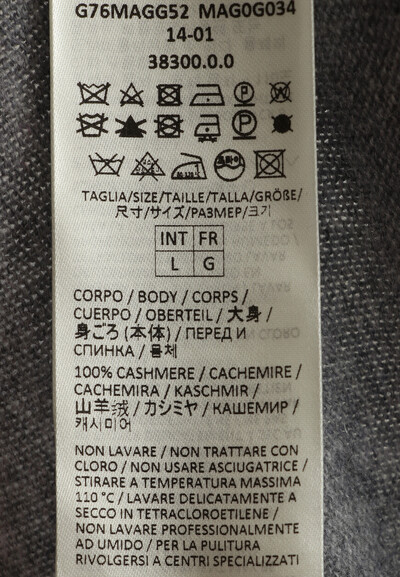 G76MAGG52 MAG0G034
14-01
38300.0.0
TAGLIA/SIZE/TAILLE/TALLA/GRÖßE/
尺寸/サイズ/РАЗМЕР/크기
INT FR
L G
CORPO / BODY / CORPS /
CUERPO / OBERTEIL / 大身 /
身ごろ (本体) / ПЕРЕД И
СПИНКА / 몸체
100% CASHMERE / CACHEMIRE /
CACHEMIRA / KASCHMIR /
山羊绒 / カシミヤ / КАШЕМИР /
캐시미어
NON LAVARE / NON TRATTARE CON
CLORO / NON USARE ASCIUGATRICE /
STIRARE A TEMPERATURA MASSIMA
110 °C / LAVARE DELICATAMENTE A
SECCO IN TETRACLOROETILENE /
NON LAVARE PROFESSIONALMENTE
AD UMIDO / PER LA PULITURA
RIVOLGERSI A CENTRI SPECIALIZZATI